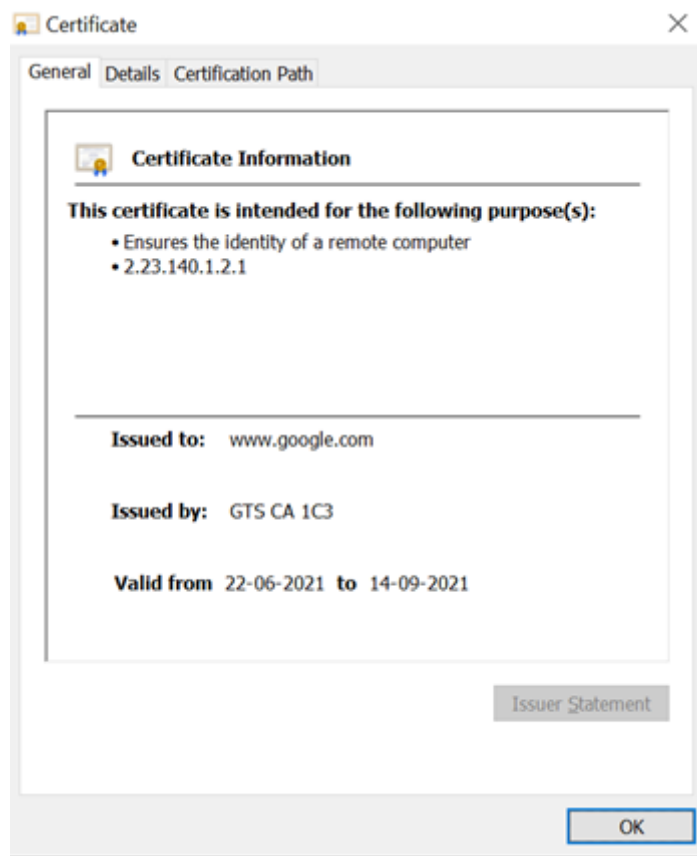 Certificate
General Details Certification Path
Certificate Information
This certificate is intended for the following purpose(s):
• Ensures the identity of a remote computer
• 2.23.140.1.2.1
Issued to: www.google.com
Issued by: GTS CA 1C3
Valid from 22-06-2021 to 14-09-2021
Issuer Statement
OK